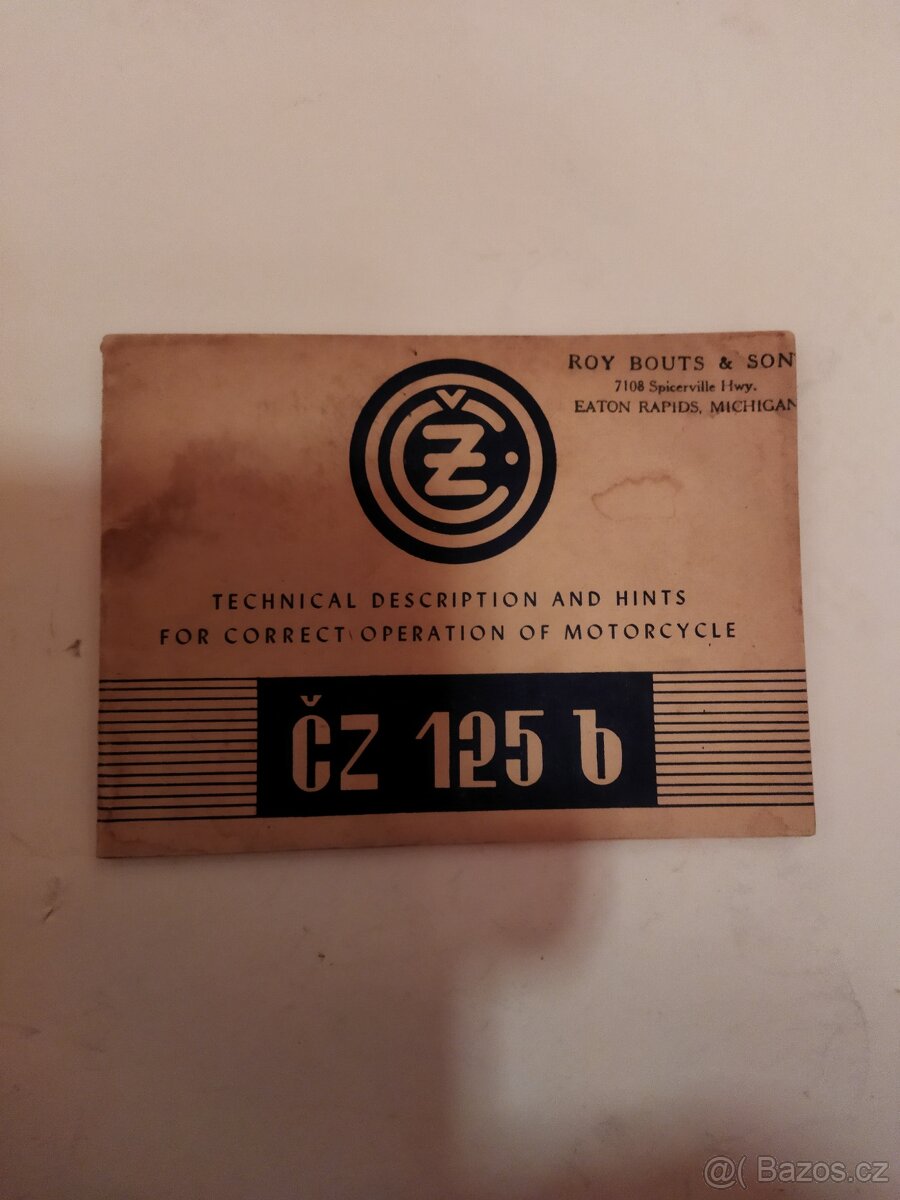 ROY BOUTS & SON
7108 Spicerville Hwy.
EATON RAPIDS, MICHIGAN
ČZ
TECHNICAL DESCRIPTION AND HINTS
FOR CORRECT OPERATION OF MOTORCYCLE
ČZ 125 b
@( Bazos.cz